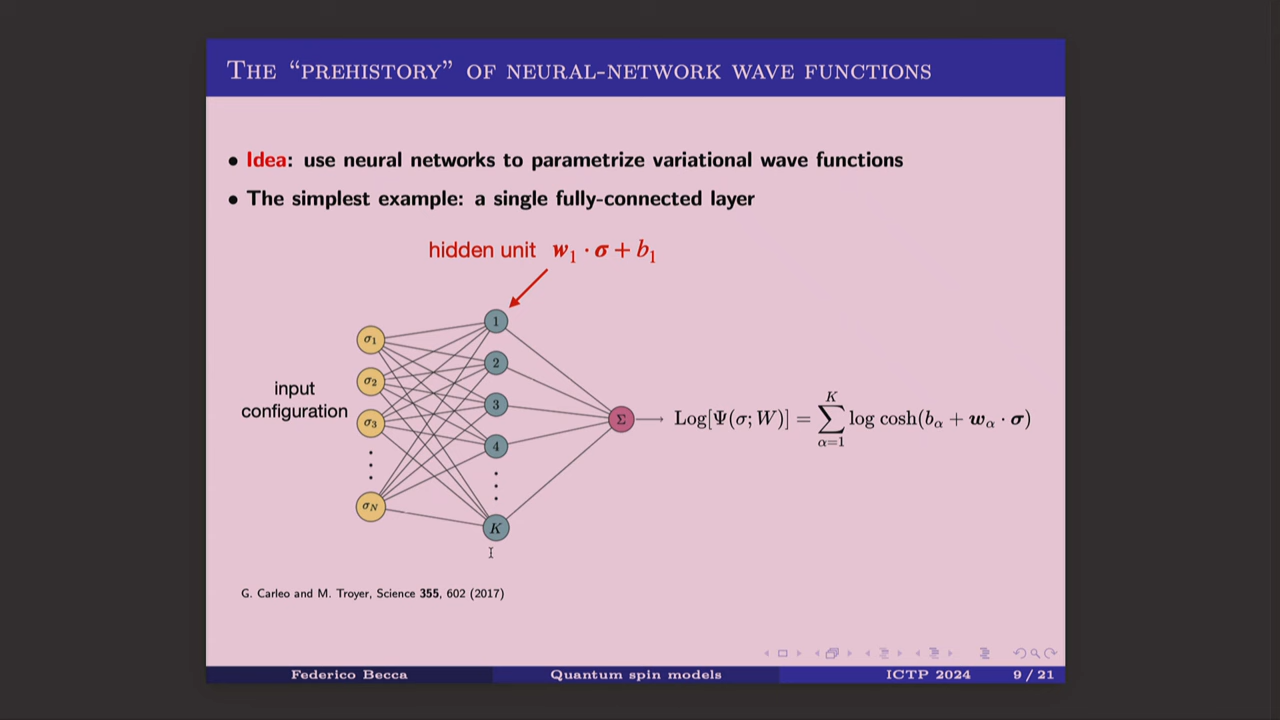 THE “PREHISTORY” OF NEURAL-NETWORK WAVE FUNCTIONS
• Idea: use neural networks to parametrize variational wave functions
• The simplest example: a single fully-connected layer
hidden unit w₁ · σ + b₁
input
configuration
σ₁
σ₂
σ₃
σ_N
1
2
3
4
K
Σ
Log[Ψ(σ; W)] = ∑_{α=1}^{K} log cosh(b_α + w_α · σ)
G. Carleo and M. Troyer, Science 355, 602 (2017)
Federico Becca Quantum spin models ICTP 2024 9 / 21